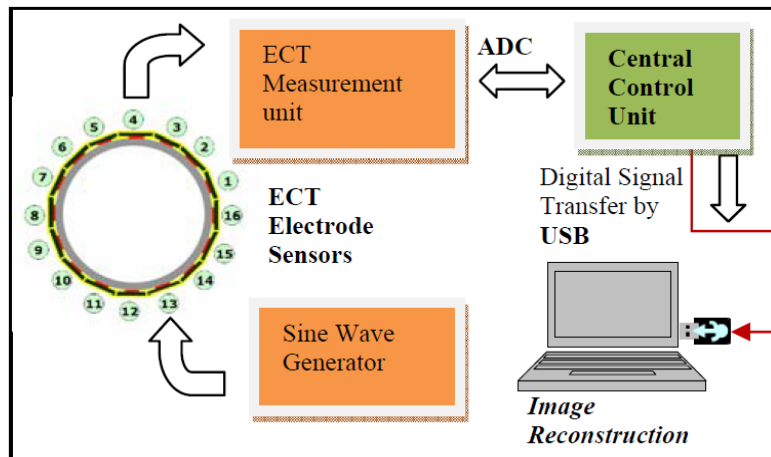 ECT
Measurement
unit
ADC
Central
Control
Unit
4
5
3
6
2
7
1
8
16
9
15
10
14
11
13
12
ECT
Electrode
Sensors
Digital Signal
Transfer by
USB
Sine Wave
Generator
Image
Reconstruction